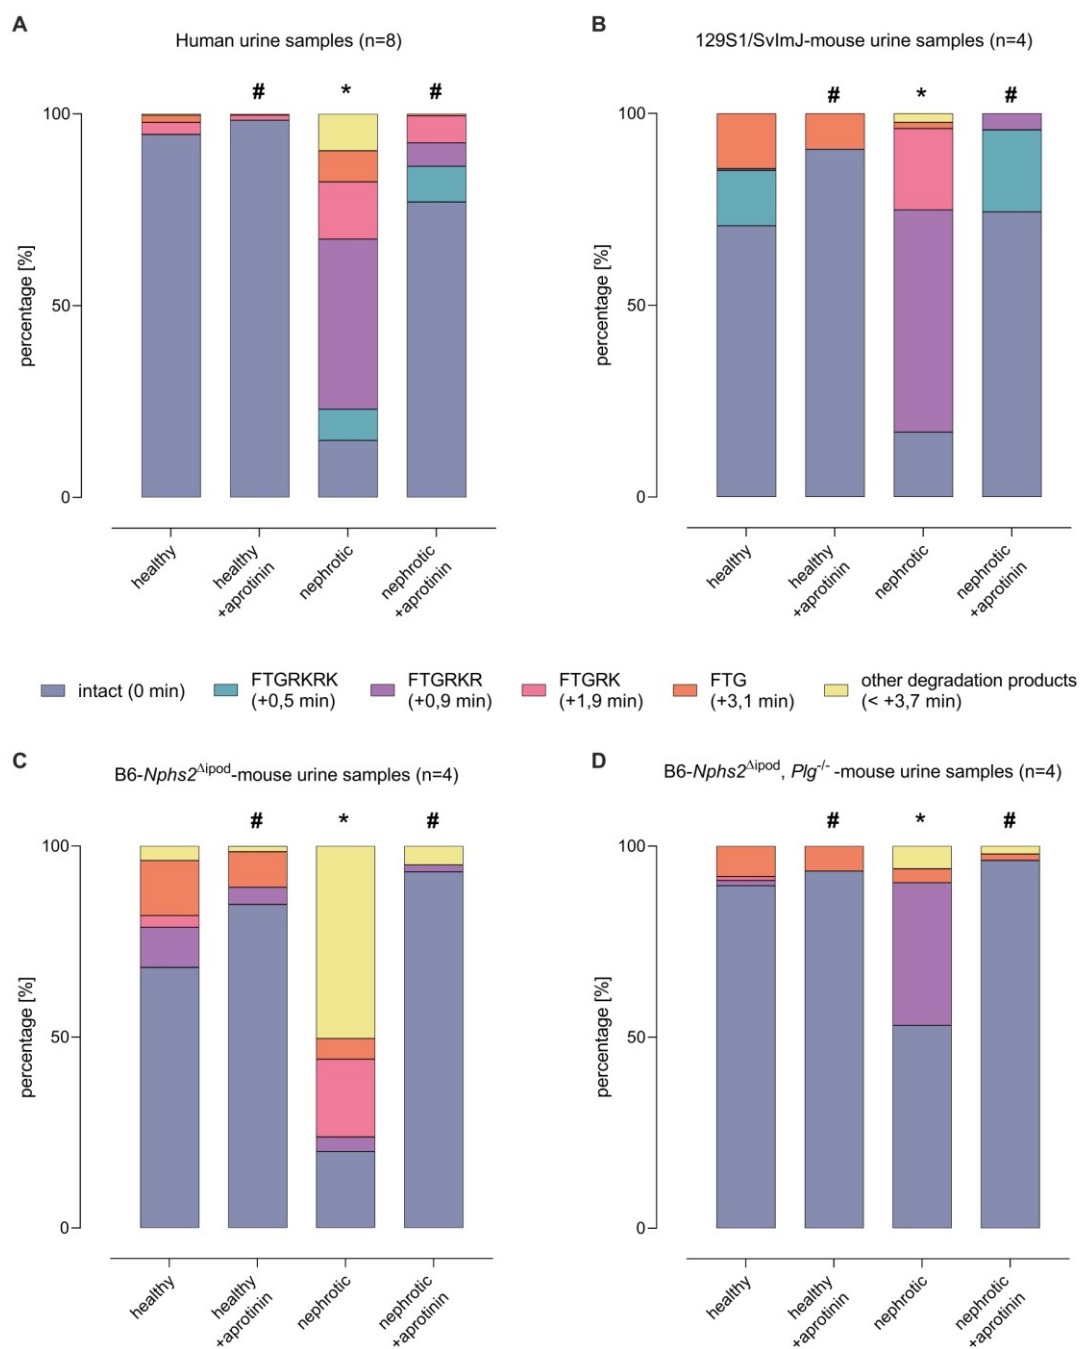 A
Human urine samples (n=8)
# * #
100
50
0
percentage [%]
healthy
healthy
+aprotinin
nephrotic
nephrotic
+aprotinin
B
129S1/SvImJ-mouse urine samples (n=4)
# * #
100
50
0
percentage [%]
healthy
healthy
+aprotinin
nephrotic
nephrotic
+aprotinin
intact (0 min)
FTGRKRK
(+0,5 min)
FTGRKR
(+0,9 min)
FTGRK
(+1,9 min)
FTG
(+3,1 min)
other degradation products
(< +3,7 min)
C
B6-Nphs2Δipod-mouse urine samples (n=4)
# * #
100
50
0
percentage [%]
healthy
healthy
+aprotinin
nephrotic
nephrotic
+aprotinin
D
B6-Nphs2Δipod, Plg-/- -mouse urine samples (n=4)
# * #
100
50
0
percentage [%]
healthy
healthy
+aprotinin
nephrotic
nephrotic
+aprotinin